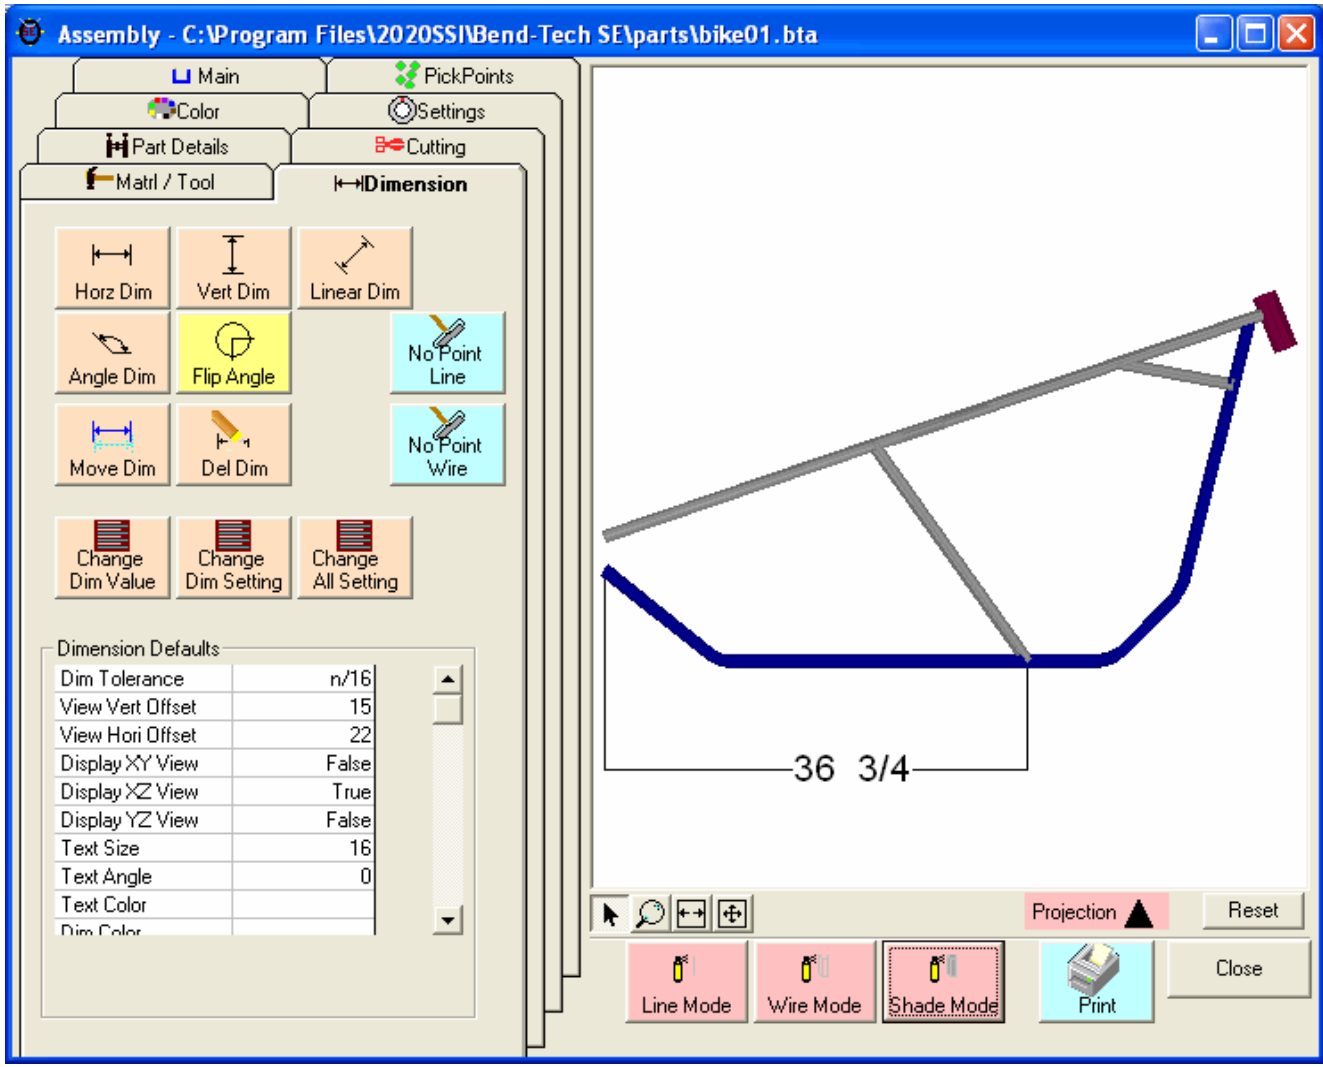 Assembly - C:\Program Files\2020SSI\Bend-Tech SE\parts\bike01.bta
Main
PickPoints
Color
Settings
Part Details
Cutting
Matrl / Tool
Dimension
Horz Dim
Vert Dim
Linear Dim
Angle Dim
Flip Angle
No Point
Line
Move Dim
Del Dim
No Point
Wire
Change
Dim Value
Change
Dim Setting
Change
All Setting
Dimension Defaults
Dim Tolerance n/16
View Vert Offset 15
View Hori Offset 22
Display XY View False
Display XZ View True
Display YZ View False
Text Size 16
Text Angle 0
Text Color
Dim Color
36 3/4
Projection
Reset
Line Mode
Wire Mode
Shade Mode
Print
Close